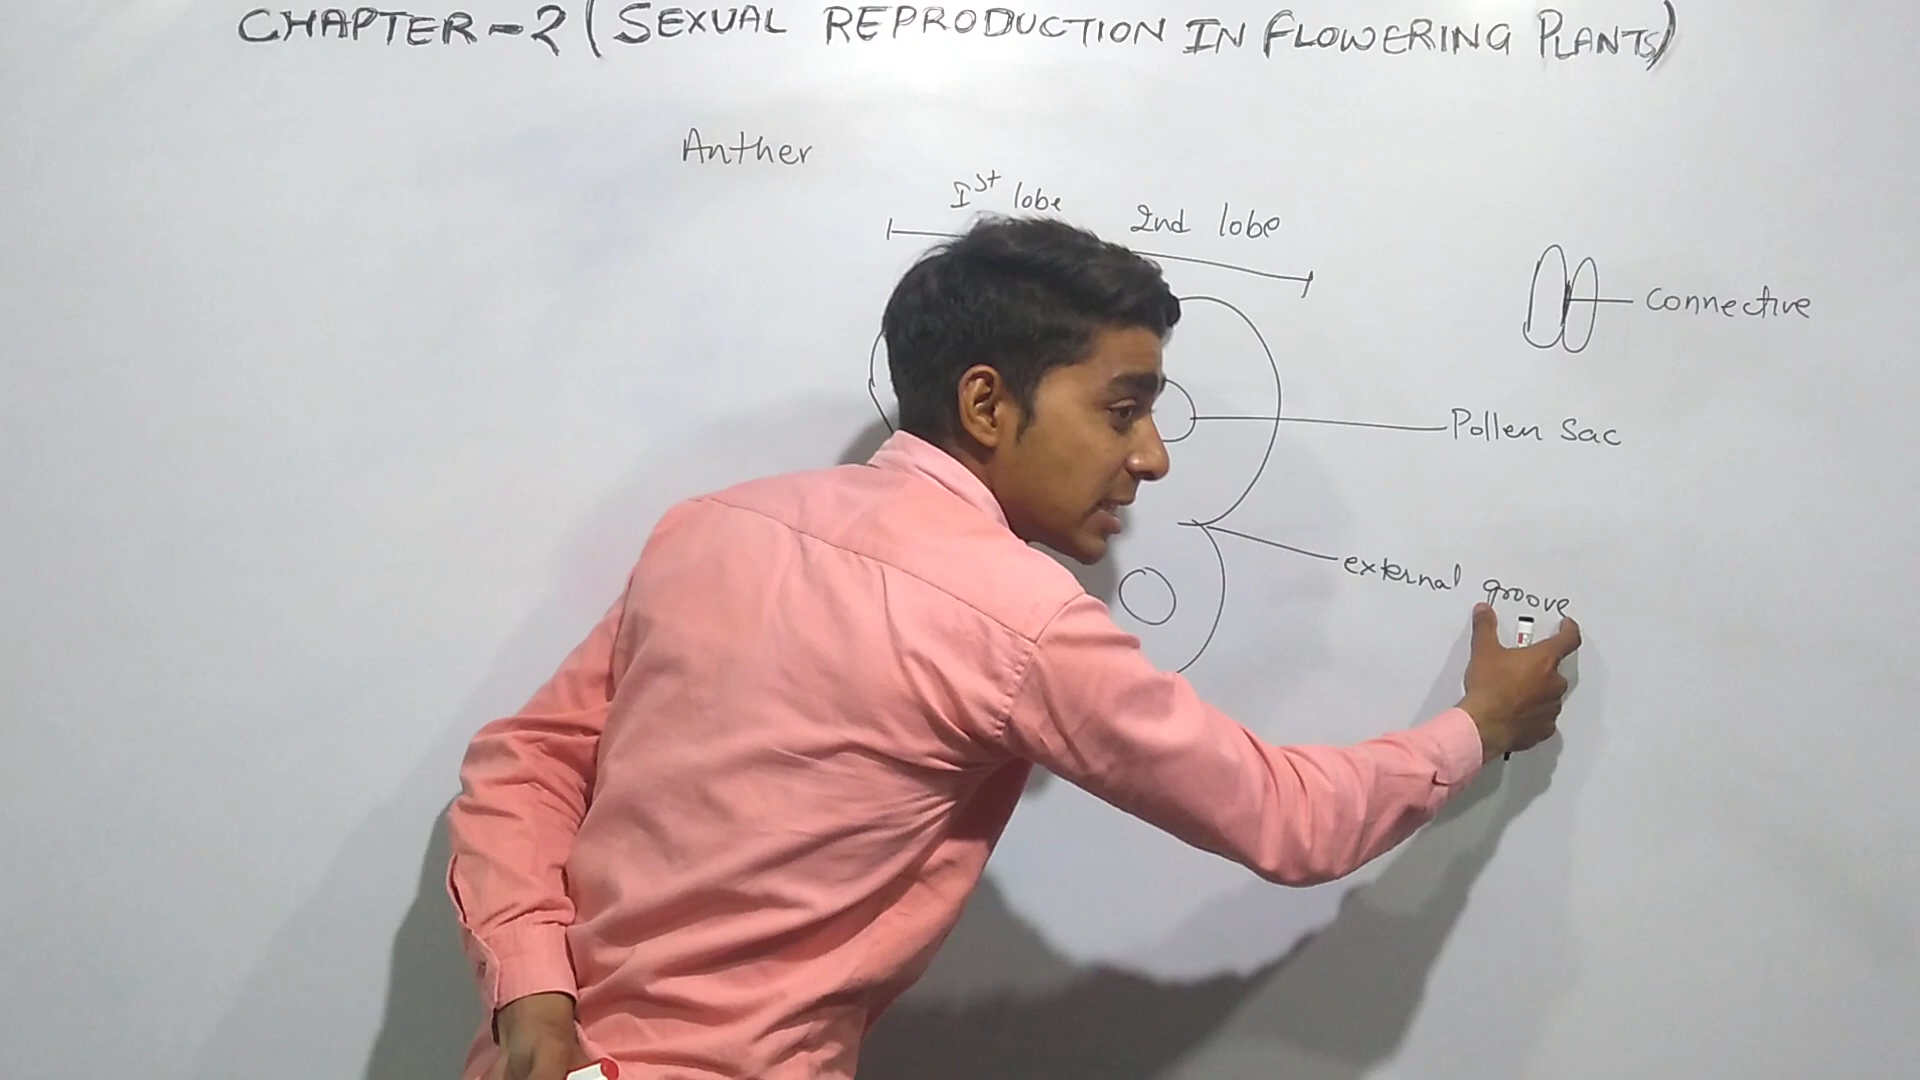 CHAPTER-2 (SEXUAL REPRODUCTION IN FLOWERING PLANTS)
Anther
Ist lobe
2nd lobe
Connective
Pollen Sac
external groove